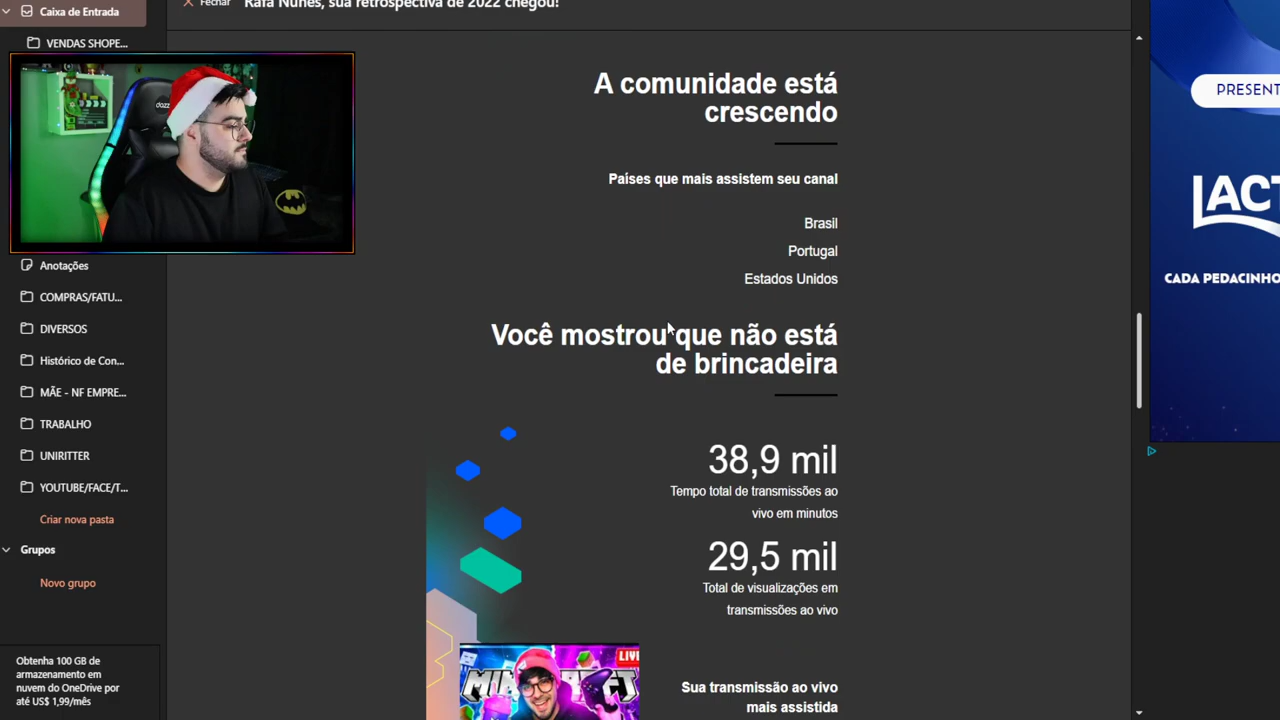 Caixa de Entrada
VENDAS SHOPE...
Anotações
COMPRAS/FATU...
DIVERSOS
Histórico de Con...
MÃE - NF EMPRE...
TRABALHO
UNIRITTER
YOUTUBE/FACE/T...
Criar nova pasta
Grupos
Novo grupo
Obtenha 100 GB de
armazenamento em
nuvem do OneDrive por
até US$ 1,99/mês
Fechar
Rafa Nunes, sua retrospectiva de 2022 chegou!
A comunidade está
crescendo
Países que mais assistem seu canal
Brasil
Portugal
Estados Unidos
Você mostrou que não está
de brincadeira
38,9 mil
Tempo total de transmissões ao
vivo em minutos
29,5 mil
Total de visualizações em
transmissões ao vivo
LIVE
MINECRAFT
Sua transmissão ao vivo
mais assistida
PRESENT
LACT
CADA PEDACINHO
dazz